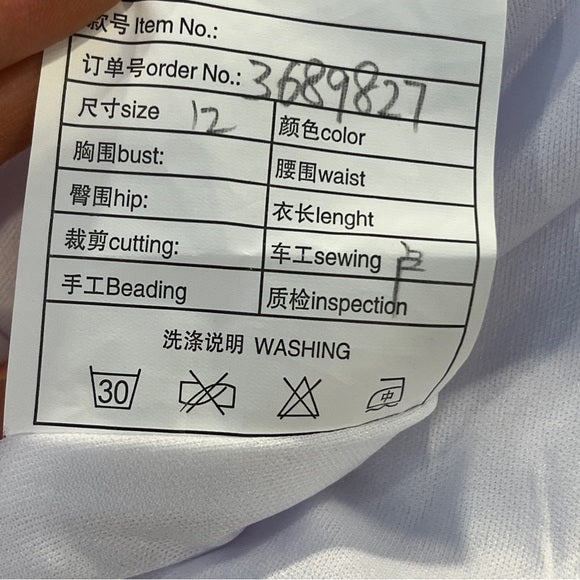 款号 Item No.:
订单号order No.: 3689827
尺寸size 12 颜色color
胸围bust: 腰围waist
臀围hip: 衣长lenght
裁剪cutting: 车工sewing
手工Beading 质检inspection
洗涤说明 WASHING
30 中